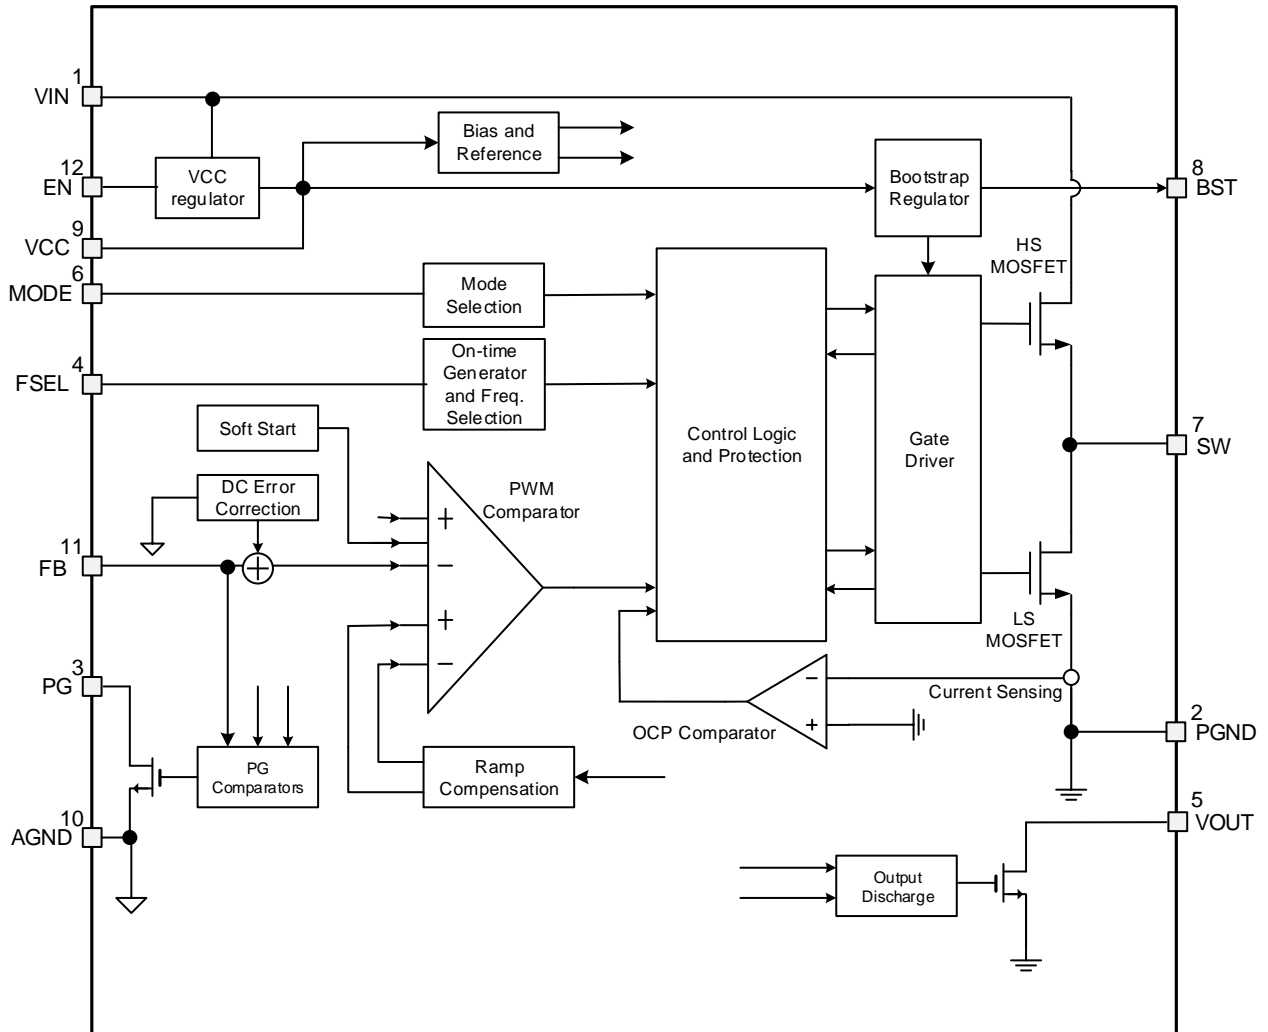 1
VIN
12
EN
9
VCC
6
MODE
4
FSEL
11
FB
3
PG
10
AGND
VCC
regulator
Bias and
Reference
Bootstrap
Regulator
8
BST
HS
MOSFET
Mode
Selection
On-time
Generator
and Freq.
Selection
Soft Start
DC Error
Correction
PWM
Comparator
+
−
+
−
Control Logic
and Protection
Gate
Driver
7
SW
LS
MOSFET
Current Sensing
−
+
OCP Comparator
2
PGND
PG
Comparators
Ramp
Compensation
5
VOUT
Output
Discharge